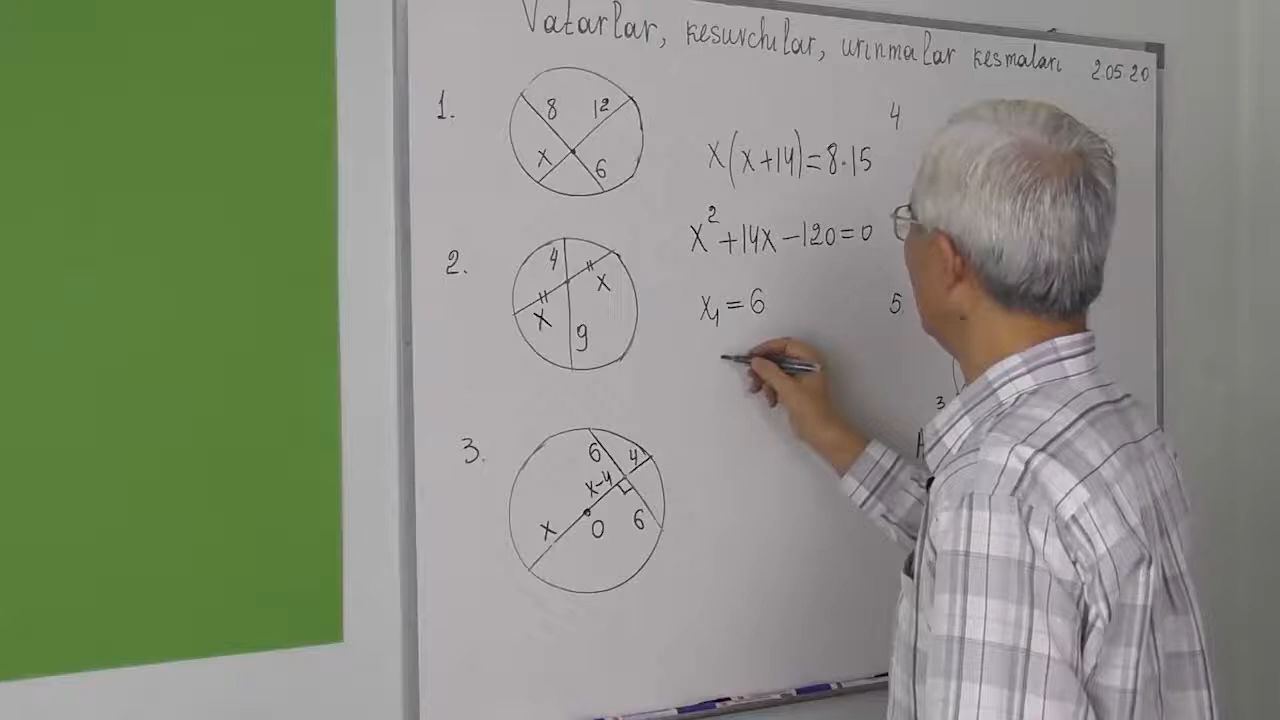 Vatarlar, kesuvchilar, urinmalar kesmalari 2.05.20
1.
8 12
x 6
x(x+14)=8·15
x²+14x-120=0
2.
4
x x
9
x₁=6
3.
6 4
x-4
x O 6
4
5.
3
A